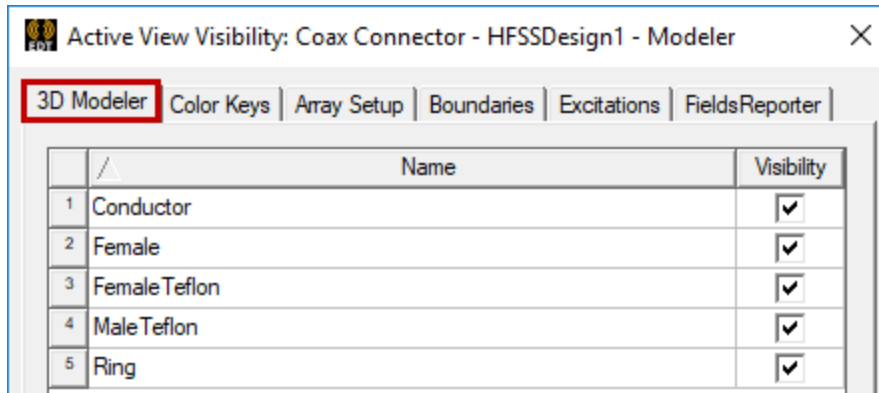 EDT Active View Visibility: Coax Connector - HFSSDesign1 - Modeler
3D Modeler Color Keys Array Setup Boundaries Excitations FieldsReporter
Name Visibility
1 Conductor
2 Female
3 FemaleTeflon
4 MaleTeflon
5 Ring